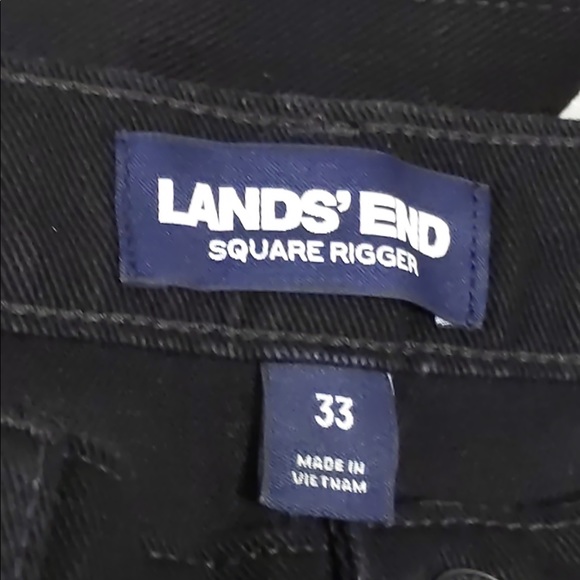 LANDS' END
SQUARE RIGGER
33
MADE IN
VIETNAM